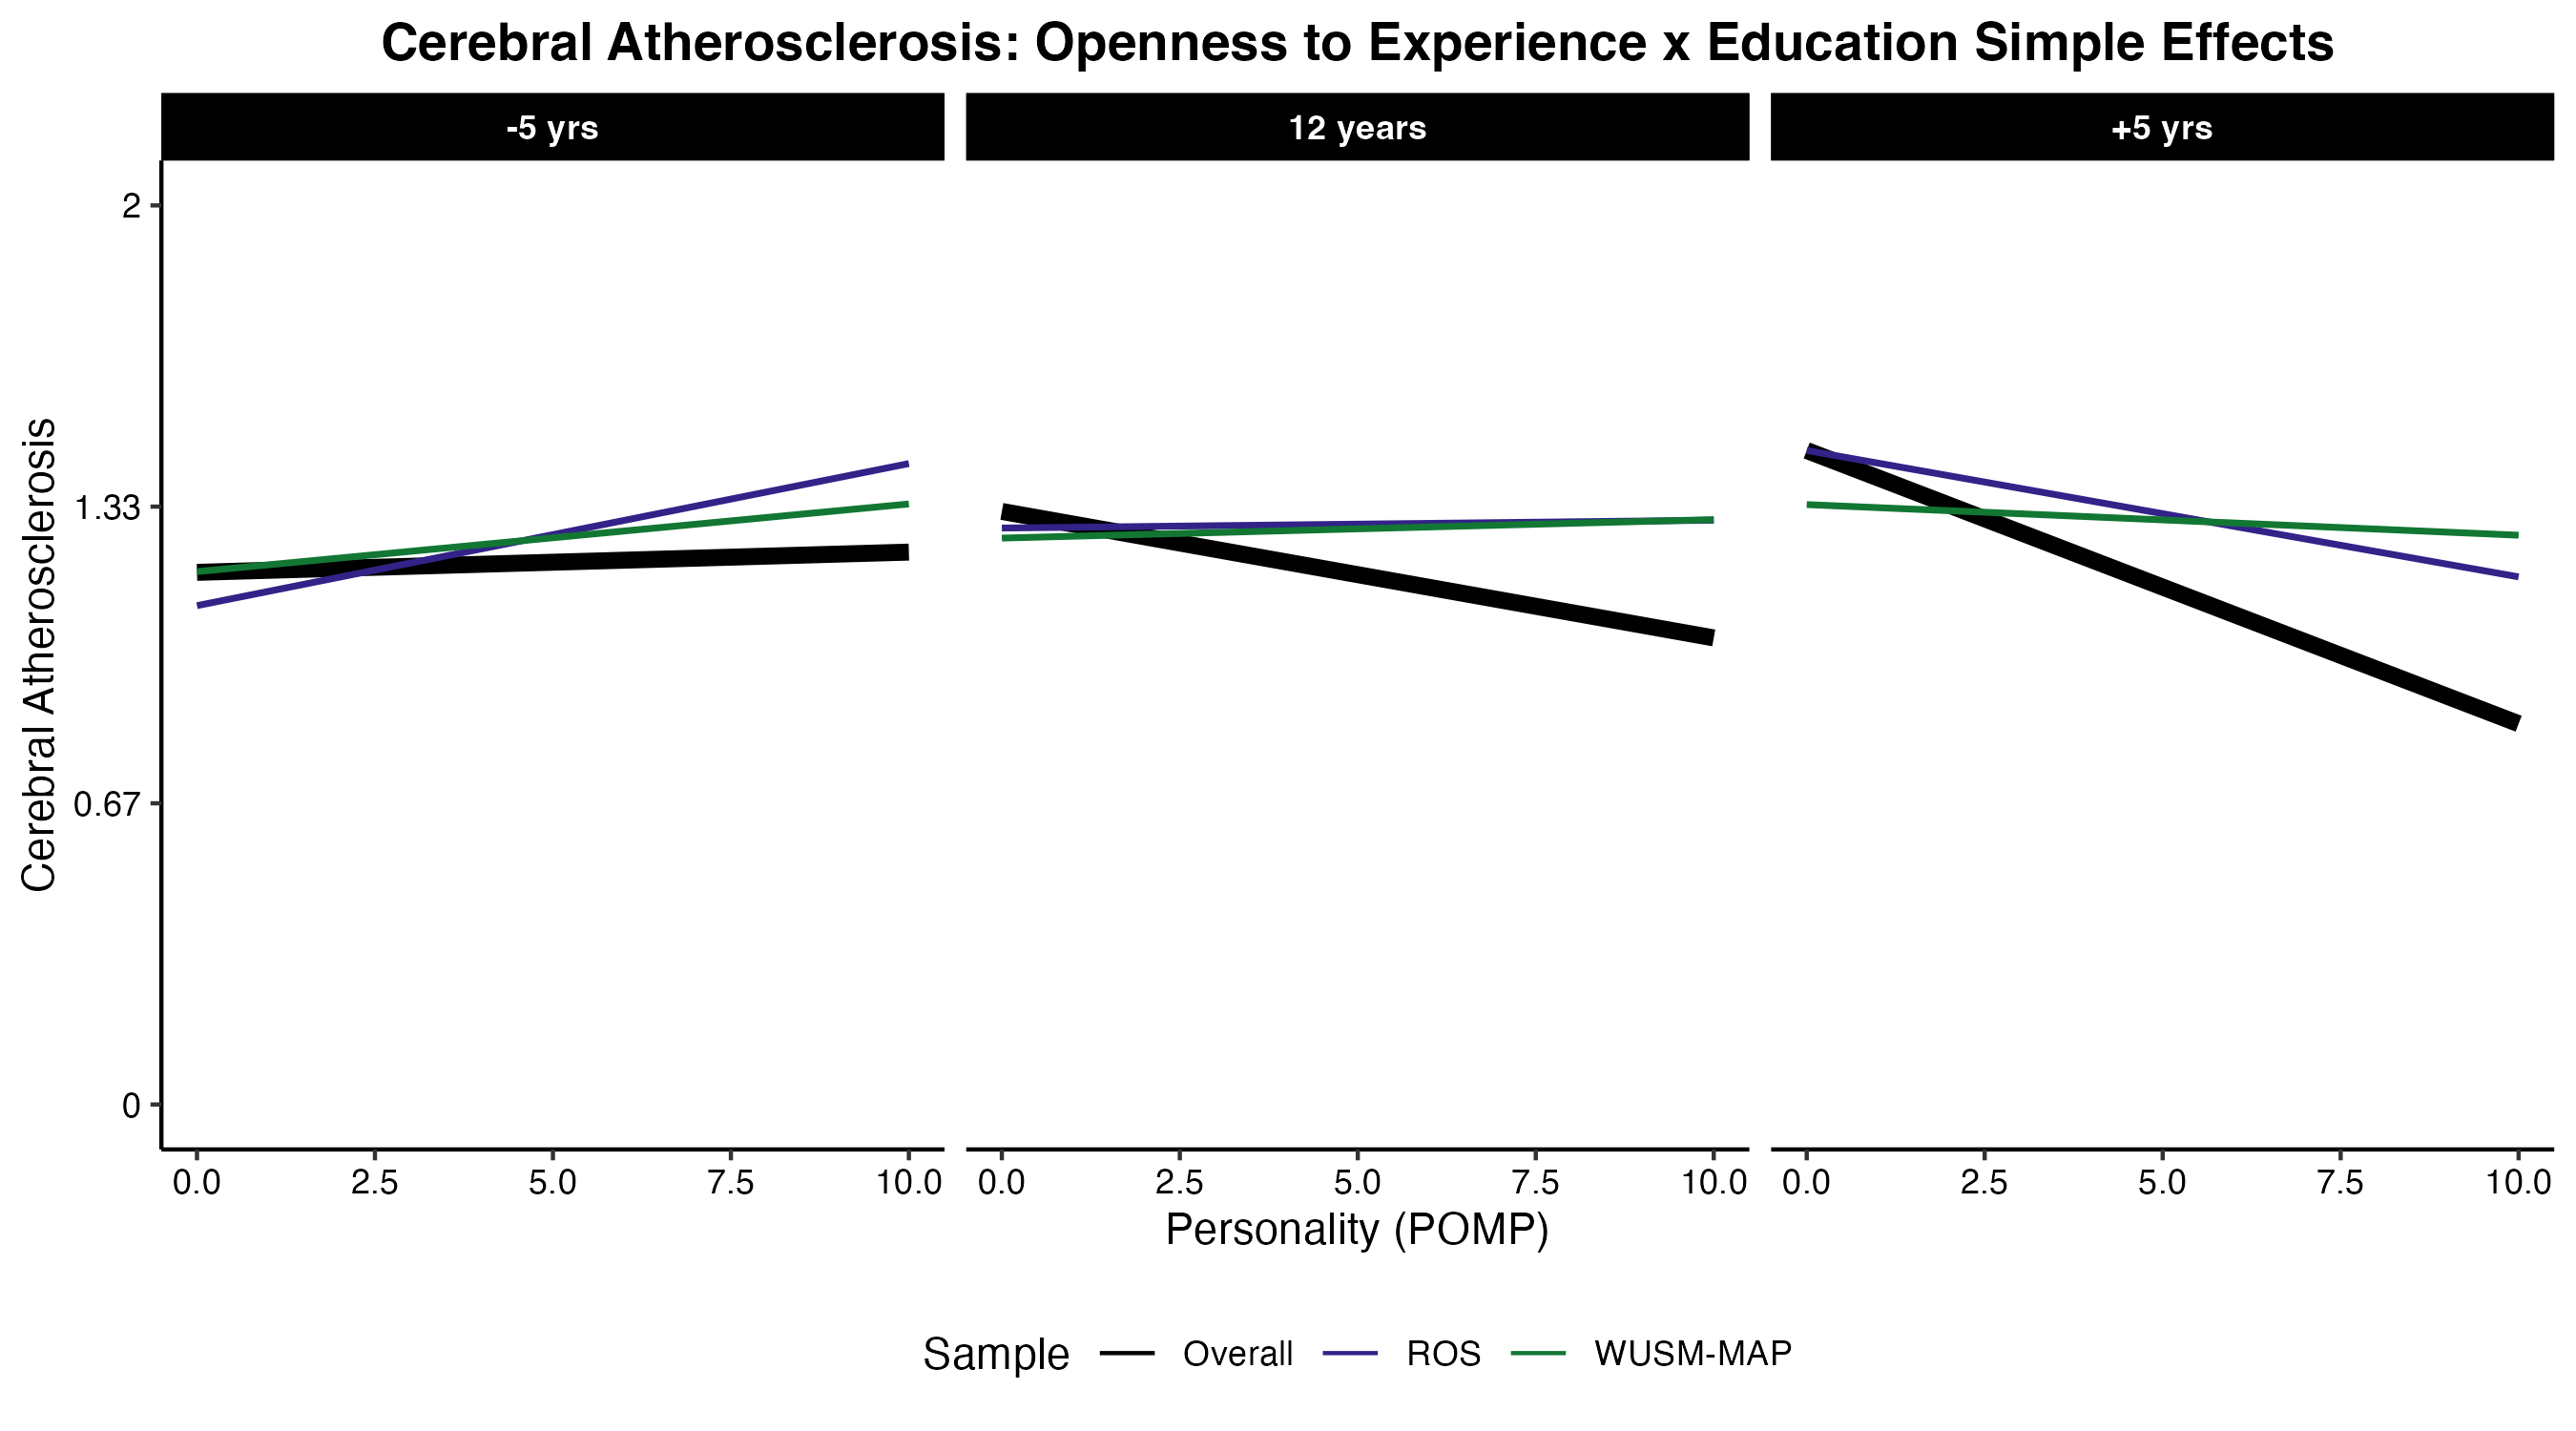 Cerebral Atherosclerosis: Openness to Experience x Education Simple Effects
-5 yrs
12 years
+5 yrs
Cerebral Atherosclerosis
2
1.33
0.67
0
0.0 2.5 5.0 7.5 10.0
0.0 2.5 5.0 7.5 10.0
0.0 2.5 5.0 7.5 10.0
Personality (POMP)
Sample Overall ROS WUSM-MAP